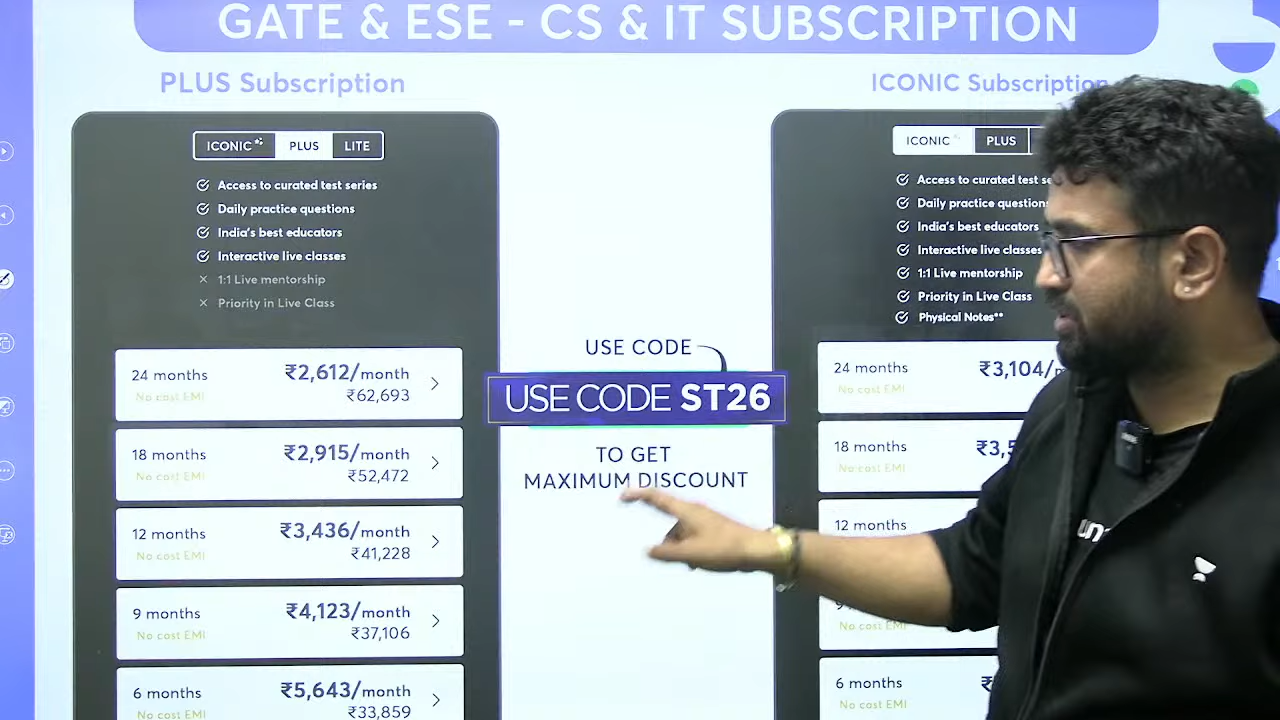 GATE & ESE - CS & IT SUBSCRIPTION
PLUS Subscription
ICONIC PLUS LITE
Access to curated test series
Daily practice questions
India's best educators
Interactive live classes
1:1 Live mentorship
Priority in Live Class
24 months ₹2,612/month
No cost EMI ₹62,693
18 months ₹2,915/month
No cost EMI ₹52,472
12 months ₹3,436/month
No cost EMI ₹41,228
9 months ₹4,123/month
No cost EMI ₹37,106
6 months ₹5,643/month
No cost EMI ₹33,859
USE CODE
USE CODE ST26
TO GET
MAXIMUM DISCOUNT
ICONIC Subscription
ICONIC PLUS
Access to curated test
Daily practice questions
India's best educators
Interactive live classes
1:1 Live mentorship
Priority in Live Class
Physical Notes**
24 months ₹3,104/
No cost EMI
18 months
No cost EMI
12 months
No cost EMI
6 months
No cost EMI